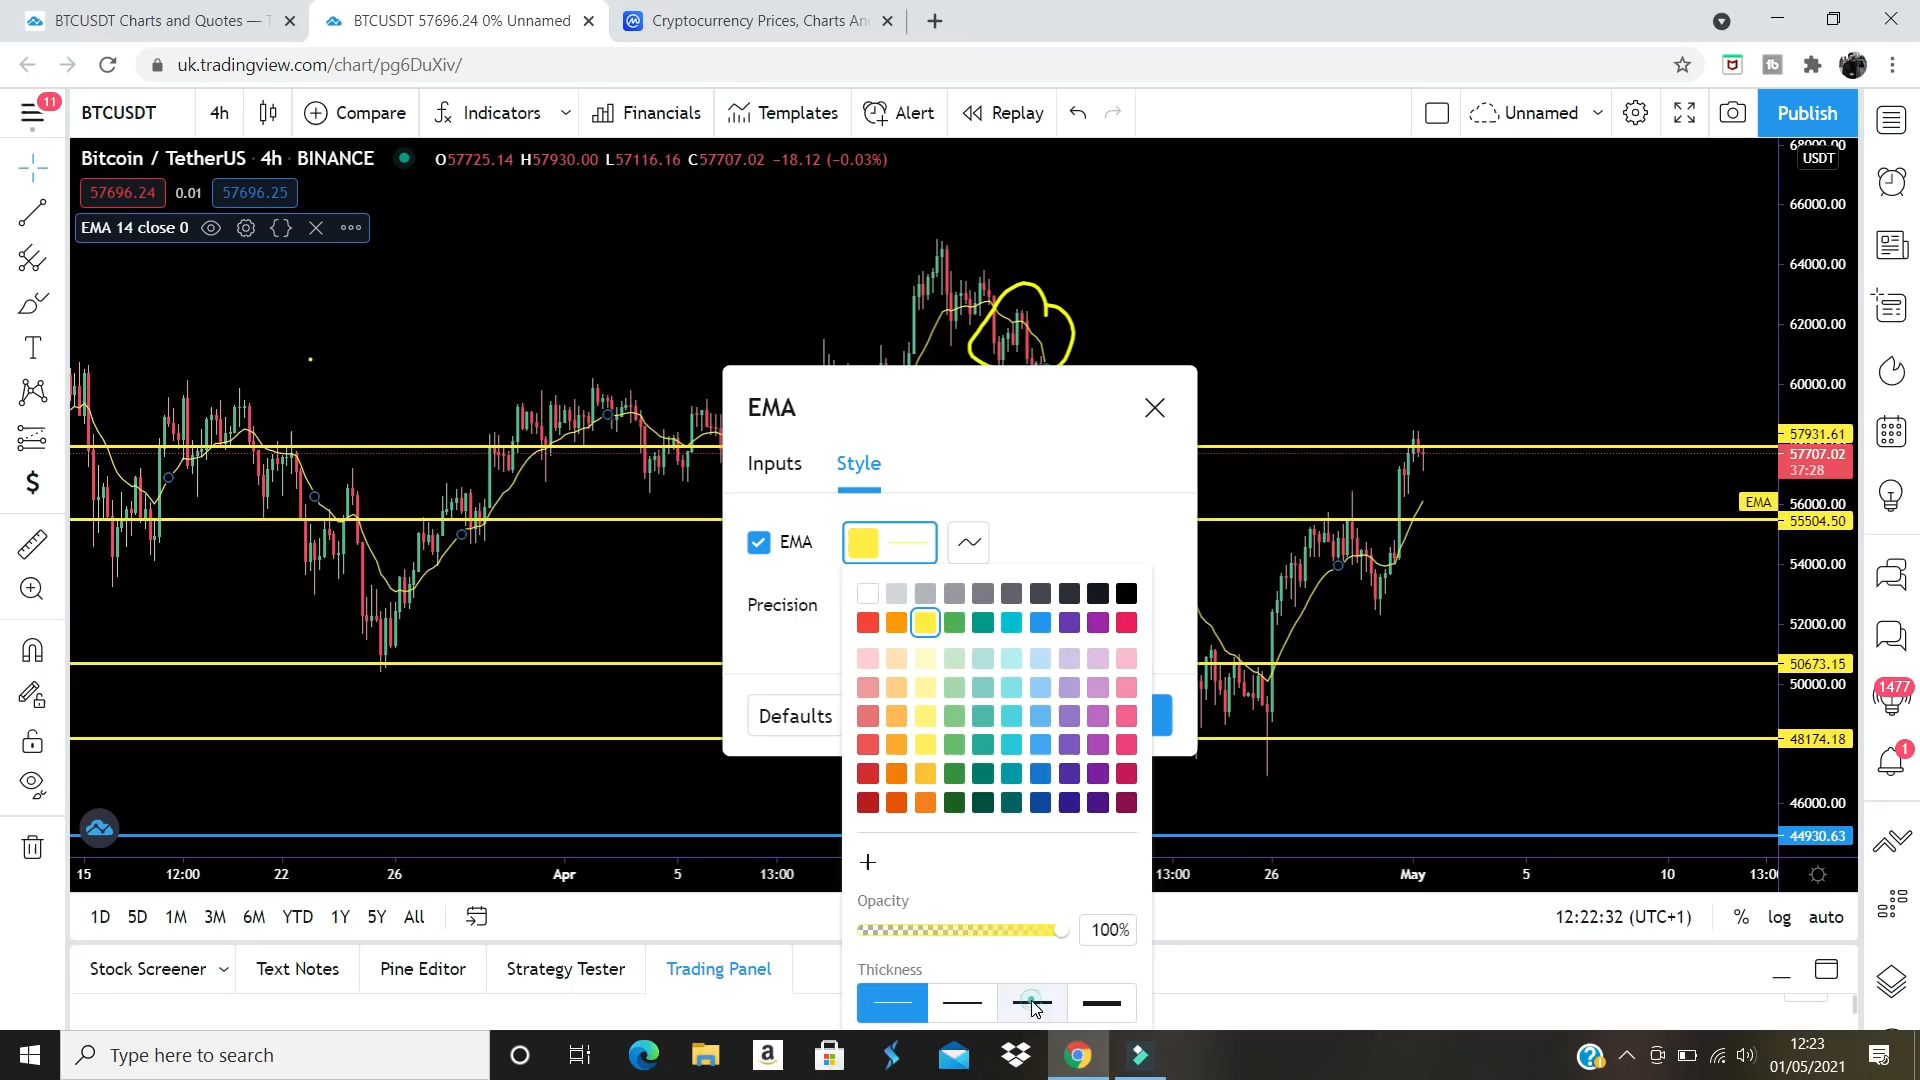 BTCUSDT Charts and Quotes — T
BTCUSDT 57696.24 0% Unnamed
Cryptocurrency Prices, Charts An
uk.tradingview.com/chart/pg6DuXiv/
11
BTCUSDT
4h
Compare
Indicators
Financials
Templates
Alert
Replay
Unnamed
Publish
Bitcoin / TetherUS · 4h · BINANCE
O57725.14 H57930.00 L57116.16 C57707.02 −18.12 (−0.03%)
57696.24 0.01 57696.25
EMA 14 close 0
68000.00
USDT
66000.00
64000.00
62000.00
60000.00
57931.61
57707.02
37:28
EMA
56000.00
55504.50
54000.00
52000.00
50673.15
50000.00
48174.18
46000.00
44930.63
EMA
Inputs
Style
EMA
Precision
Defaults
Opacity
100%
Thickness
15 12:00 22 26 Apr 5 13:00 13:00 26 May 5 10 13:00
1D 5D 1M 3M 6M YTD 1Y 5Y All
12:22:32 (UTC+1)
% log auto
Stock Screener
Text Notes
Pine Editor
Strategy Tester
Trading Panel
1477
1
Type here to search
12:23
01/05/2021